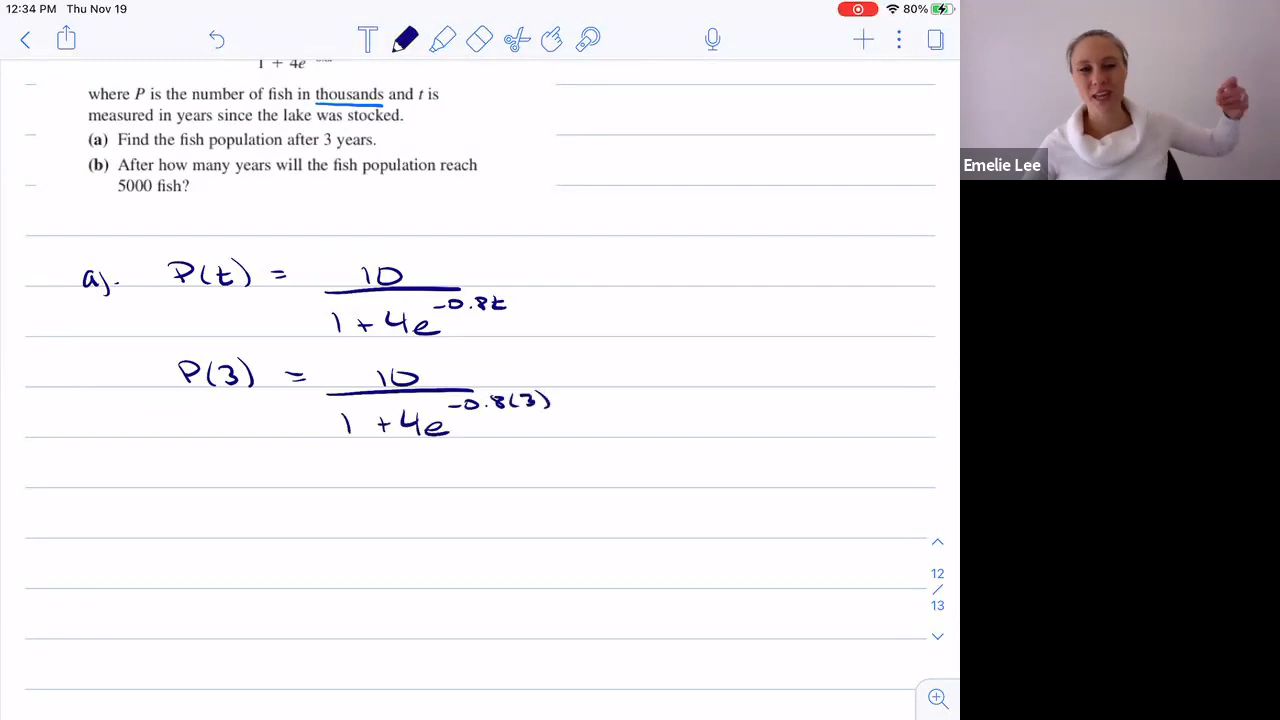 12:34 PM Thu Nov 19
80%
1 + 4e
where P is the number of fish in thousands and t is
measured in years since the lake was stocked.
(a) Find the fish population after 3 years.
(b) After how many years will the fish population reach
5000 fish?
Emelie Lee
a). P(t) = 10 / 1 + 4e^-0.8t
P(3) = 10 / 1 + 4e^-0.8(3)
12
/
13